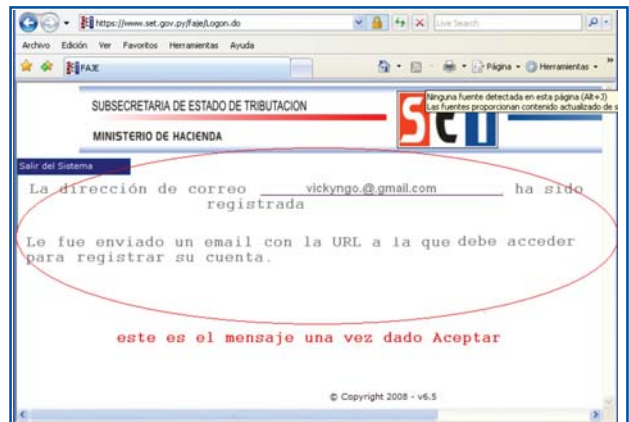 https://www.set.gov.py/faje/Logon.do
Live Search
Archivo Edición Ver Favoritos Herramientas Ayuda
FAJE
Página
Herramientas
SUBSECRETARIA DE ESTADO DE TRIBUTACION
MINISTERIO DE HACIENDA
SET
Ninguna fuente detectada en esta página (Alt+J)
Las fuentes proporcionan contenido actualizado de s
Salir del Sistema
La dirección de correo vickyngo.@.gmail.com ha sido
registrada
Le fue enviado un email con la URL a la que debe acceder
para registrar su cuenta.
este es el mensaje una vez dado Aceptar
© Copyright 2008 - v6.5